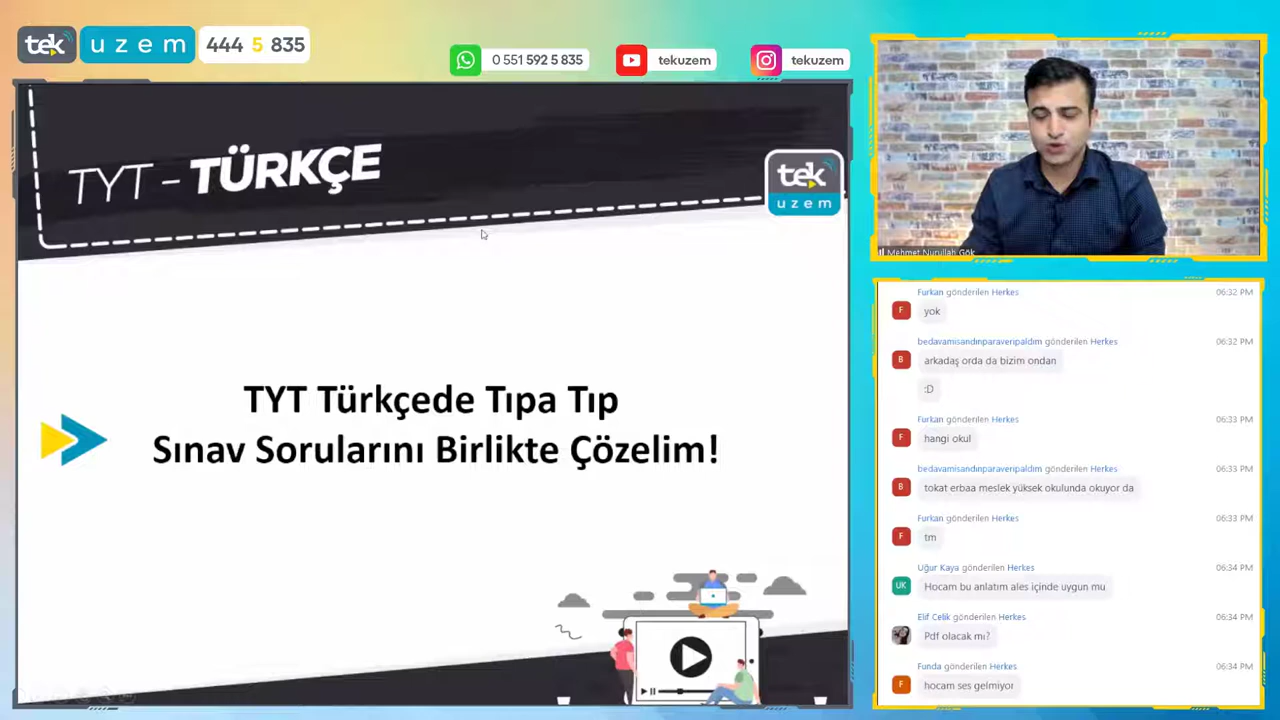 tek uzem 444 5 835
0 551 592 5 835
tekuzem
tekuzem
TYT - TÜRKÇE
tek
uzem
TYT Türkçede Tıpa Tıp
Sınav Sorularını Birlikte Çözelim!
Mehmet Nurullah Gök
Furkan gönderilen Herkes 06:32 PM
F yok
bedavamisandınparaveripaldım gönderilen Herkes 06:32 PM
B arkadaş orda da bizim ondan
:D
Furkan gönderilen Herkes 06:33 PM
F hangi okul
bedavamisandınparaveripaldım gönderilen Herkes 06:33 PM
B tokat erbaa meslek yüksek okulunda okuyor da
Furkan gönderilen Herkes 06:33 PM
F tm
Uğur Kaya gönderilen Herkes 06:34 PM
UK Hocam bu anlatım ales içinde uygun mu
Elif Celik gönderilen Herkes 06:34 PM
Pdf olacak mı?
Funda gönderilen Herkes 06:34 PM
F hocam ses gelmiyor